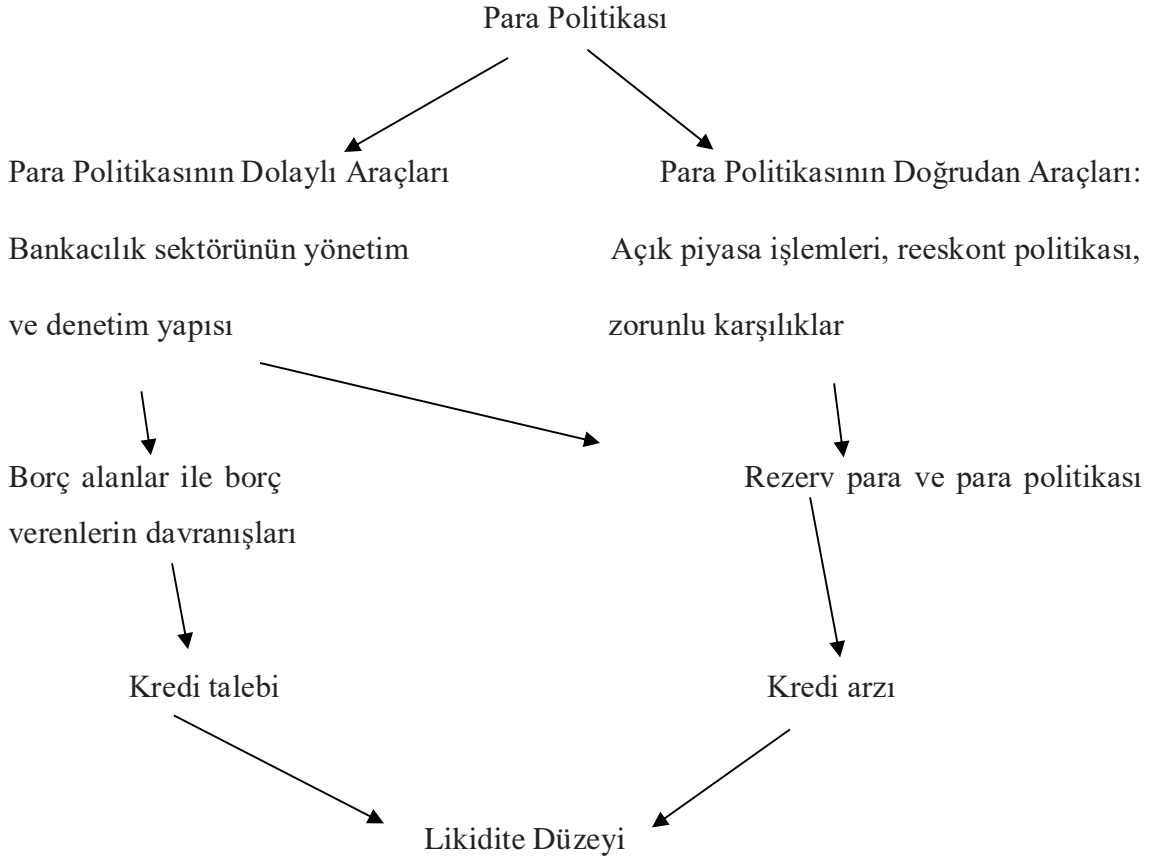 Para Politikası
Para Politikasının Dolaylı Araçları
Para Politikasının Doğrudan Araçları:
Bankacılık sektörünün yönetim
Açık piyasa işlemleri, reeskont politikası,
ve denetim yapısı
zorunlu karşılıklar
Borç alanlar ile borç
verenlerin davranışları
Rezerv para ve para politikası
Kredi talebi
Kredi arzı
Likidite Düzeyi